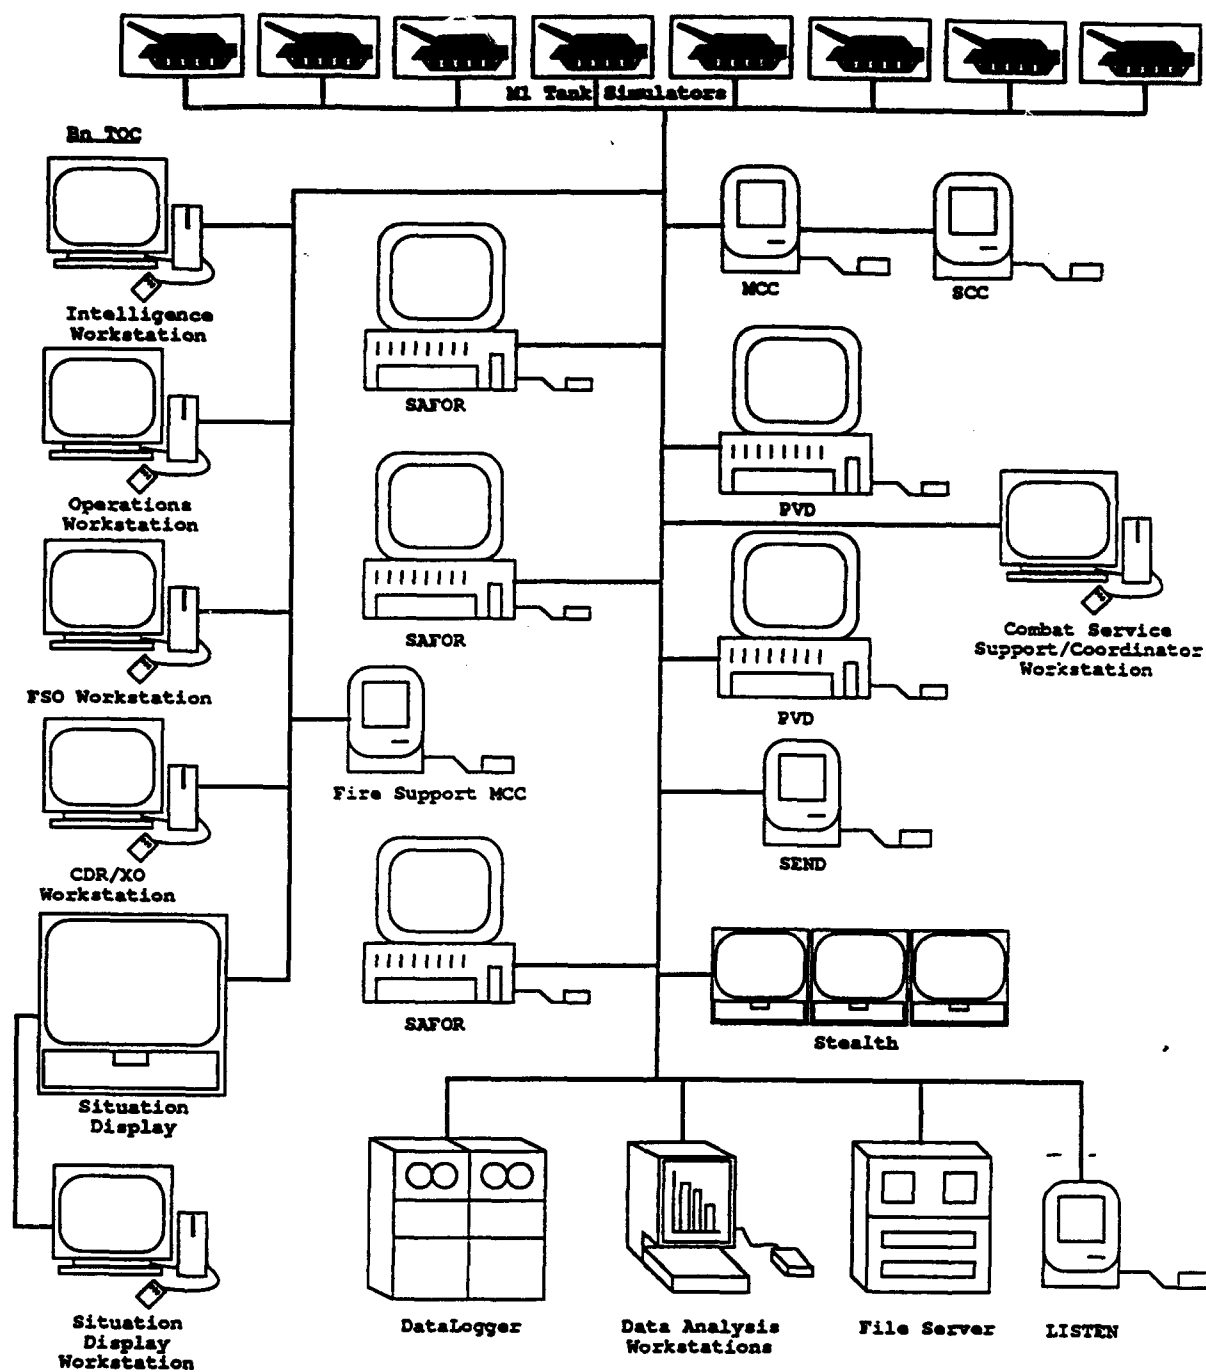 M1 Tank Simulators
Bn TOC
Intelligence
Workstation
MCC
SCC
SAFOR
Operations
Workstation
PVD
SAFOR
Combat Service
Support/Coordinator
Workstation
FSO Workstation
PVD
Fire Support MCC
SEND
CDR/XO
Workstation
SAFOR
Stealth
Situation
Display
Situation
Display
Workstation
DataLogger
Data Analysis
Workstations
File Server
LISTEN